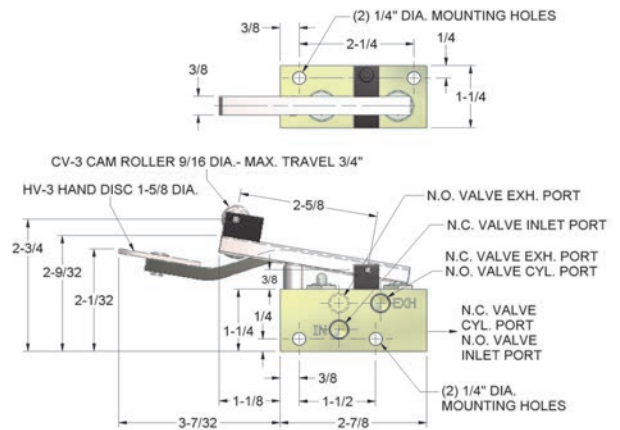 (2) 1/4" DIA. MOUNTING HOLES
3/8
2-1/4
1/4
3/8
1-1/4
CV-3 CAM ROLLER 9/16 DIA.- MAX. TRAVEL 3/4"
HV-3 HAND DISC 1-5/8 DIA.
2-5/8
N.O. VALVE EXH. PORT
N.C. VALVE INLET PORT
N.C. VALVE EXH. PORT
N.O. VALVE CYL. PORT
2-3/4
2-9/32
2-1/32
3/8
1-1/4
1/4
EXH
IN
N.C. VALVE
CYL. PORT
N.O. VALVE
INLET PORT
3/8
1-1/8
1-1/2
(2) 1/4" DIA.
MOUNTING HOLES
3-7/32
2-7/8